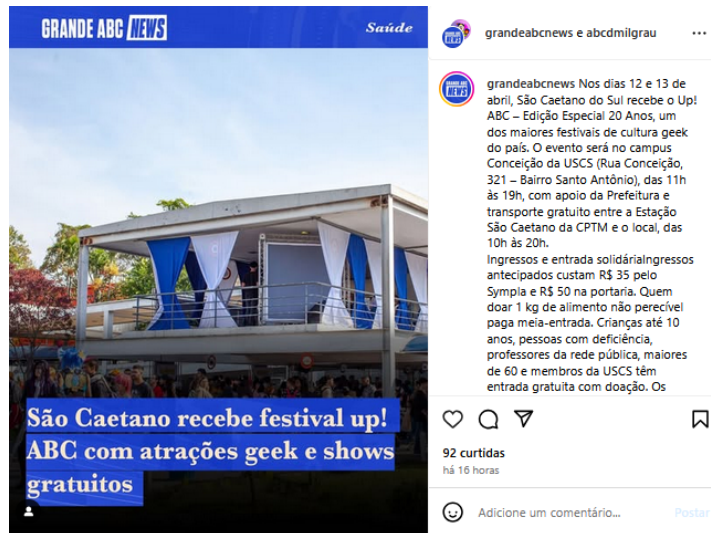 GRANDE ABC NEWS
Saúde
São Caetano recebe festival up!
ABC com atrações geek e shows
gratuitos
GRANDE ABC
NEWS
grandeabcnews e abcdmilgrau
GRANDE ABC
NEWS
grandeabcnews Nos dias 12 e 13 de
abril, São Caetano do Sul recebe o Up!
ABC – Edição Especial 20 Anos, um
dos maiores festivais de cultura geek
do país. O evento será no campus
Conceição da USCS (Rua Conceição,
321 – Bairro Santo Antônio), das 11h
às 19h, com apoio da Prefeitura e
transporte gratuito entre a Estação
São Caetano da CPTM e o local, das
10h às 20h.
Ingressos e entrada solidáriaIngressos
antecipados custam R$ 35 pelo
Sympla e R$ 50 na portaria. Quem
doar 1 kg de alimento não perecível
paga meia-entrada. Crianças até 10
anos, pessoas com deficiência,
professores da rede pública, maiores
de 60 e membros da USCS têm
entrada gratuita com doação. Os
92 curtidas
há 16 horas
Adicione um comentário...
Postar